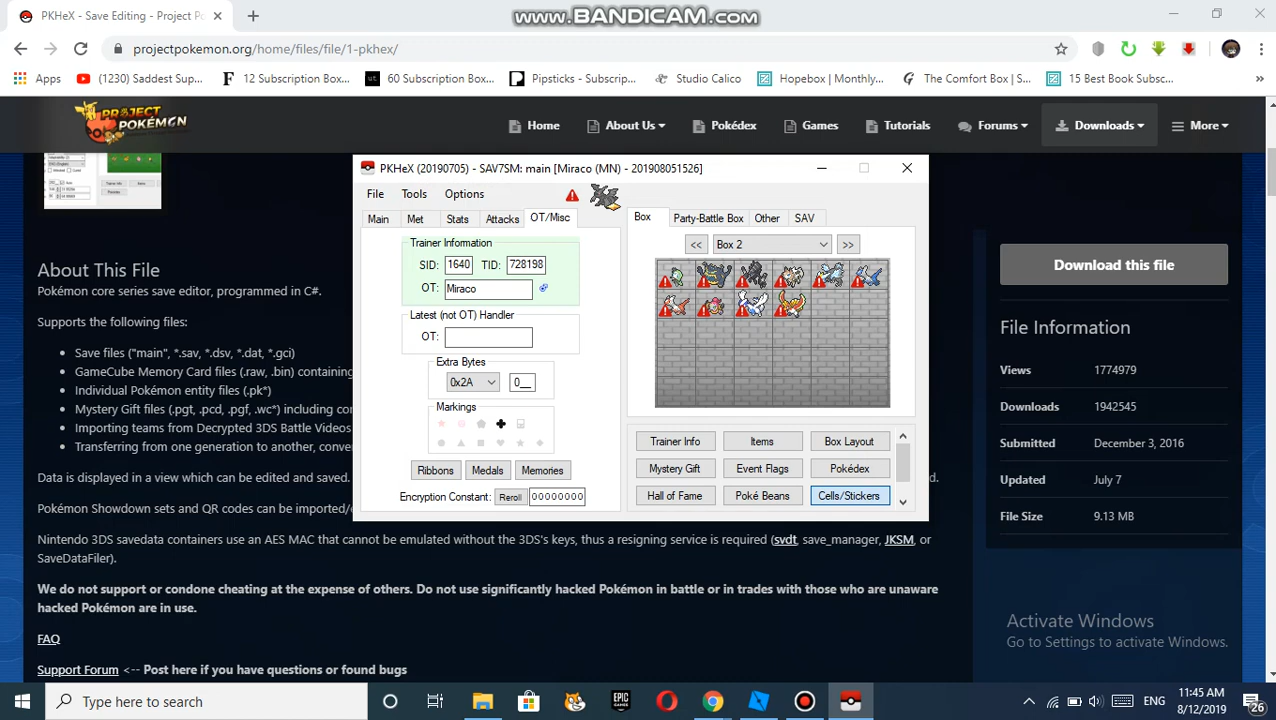 PKHeX - Save Editing - Project Po
www.BANDICAM.com
projectpokemon.org/home/files/file/1-pkhex/
Apps
(1230) Saddest Sup...
12 Subscription Box...
60 Subscription Box...
Pipsticks - Subscrip...
Studio Calico
Hopebox | Monthly...
The Comfort Box | S...
15 Best Book Subsc...
PROJECT
POKEMON
Home
About Us
Pokédex
Games
Tutorials
Forums
Downloads
More
PKHeX (20190705) - SAV7SM: main [Miraco (MN) - 201908051526]
File Tools Options
Main Met Stats Attacks OT/Misc
Box Party-Battle Box Other SAV
Trainer Information
SID: 1640 TID: 728198
OT: Miraco
Latest (not OT) Handler
OT:
Extra Bytes
0x2A 0__
Markings
Ribbons Medals Memories
Encryption Constant: Reroll 00000000
<< Box 2 >>
Trainer Info Items Box Layout
Mystery Gift Event Flags Pokédex
Hall of Fame Poké Beans Cells/Stickers
About This File
Pokémon core series save editor, programmed in C#.
Supports the following files:
Save files ("main", *.sav, *.dsv, *.dat, *.gci)
GameCube Memory Card files (.raw, .bin) containing
Individual Pokémon entity files (.pk*)
Mystery Gift files (.pgt, .pcd, .pgf, .wc*) including
Importing teams from Decrypted 3DS Battle Videos
Transferring from one generation to another,
Data is displayed in a view which can be edited and saved.
Pokémon Showdown sets and QR codes can be imported/
Nintendo 3DS savedata containers use an AES MAC that cannot be emulated without the 3DS's keys, thus a resigning service is required (svdt, save_manager, JKSM, or
SaveDataFiler).
We do not support or condone cheating at the expense of others. Do not use significantly hacked Pokémon in battle or in trades with those who are unaware
hacked Pokémon are in use.
FAQ
Support Forum <-- Post here if you have questions or found bugs
Download this file
File Information
Views 1774979
Downloads 1942545
Submitted December 3, 2016
Updated July 7
File Size 9.13 MB
Activate Windows
Go to Settings to activate Windows.
Type here to search
EPIC
GAMES
ENG
11:45 AM
8/12/2019
26